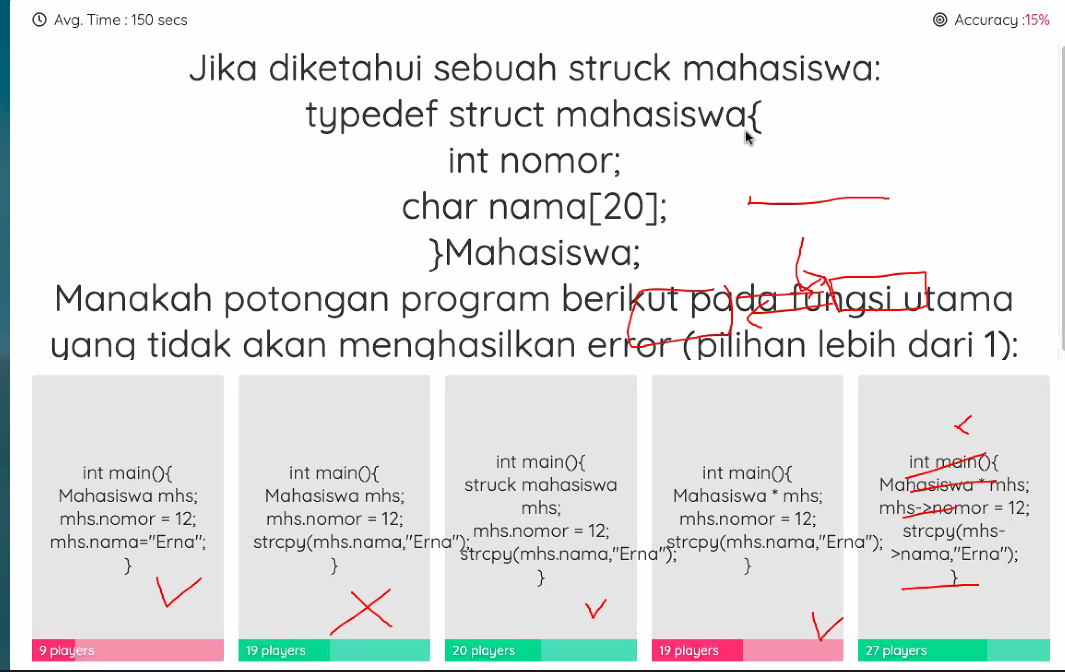 Avg. Time : 150 secs
Accuracy :15%
Jika diketahui sebuah struck mahasiswa:
typedef struct mahasiswa{
int nomor;
char nama[20];
}Mahasiswa;
Manakah potongan program berikut pada fungsi utama
yang tidak akan menghasilkan error (pilihan lebih dari 1):
int main(){
Mahasiswa mhs;
mhs.nomor = 12;
mhs.nama="Erna";
}
9 players
int main(){
Mahasiswa mhs;
mhs.nomor = 12;
strcpy(mhs.nama,"Erna");
}
19 players
int main(){
struck mahasiswa
mhs;
mhs.nomor = 12;
strcpy(mhs.nama,"Erna");
}
20 players
int main(){
Mahasiswa * mhs;
mhs.nomor = 12;
strcpy(mhs.nama,"Erna");
}
19 players
int main(){
Mahasiswa * mhs;
mhs->nomor = 12;
strcpy(mhs-
>nama,"Erna");
}
27 players